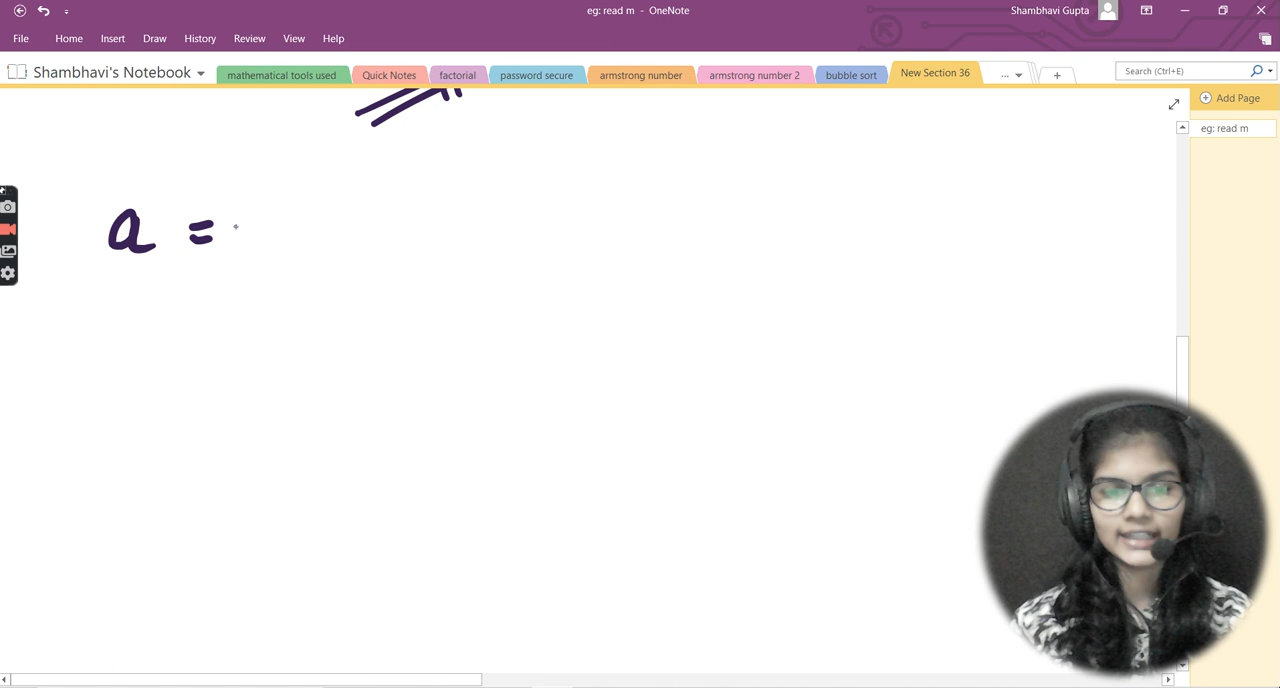 eg: read m - OneNote
Shambhavi Gupta
File Home Insert Draw History Review View Help
Shambhavi's Notebook
mathematical tools used Quick Notes factorial password secure armstrong number armstrong number 2 bubble sort New Section 36 ... +
Search (Ctrl+E)
Add Page
eg: read m
a =